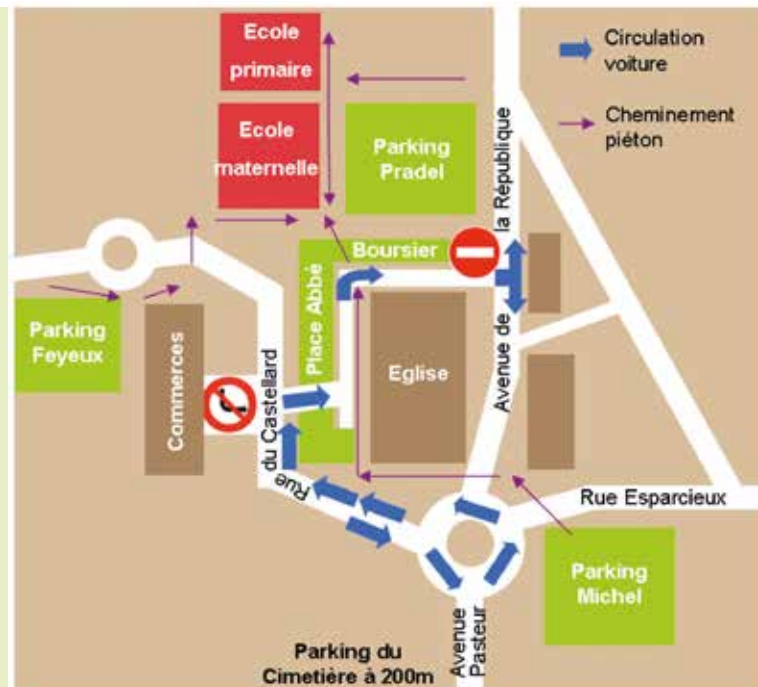 Ecole
primaire
Ecole
maternelle
Parking
Pradel
Circulation
voiture
Cheminement
piéton
Avenue de la République
Place Abbé Boursier
Parking
Feyeux
Commerces
Rue du Castellard
Eglise
Rue Esparcieux
Parking
Michel
Avenue
Pasteur
Parking du
Cimetière à 200m